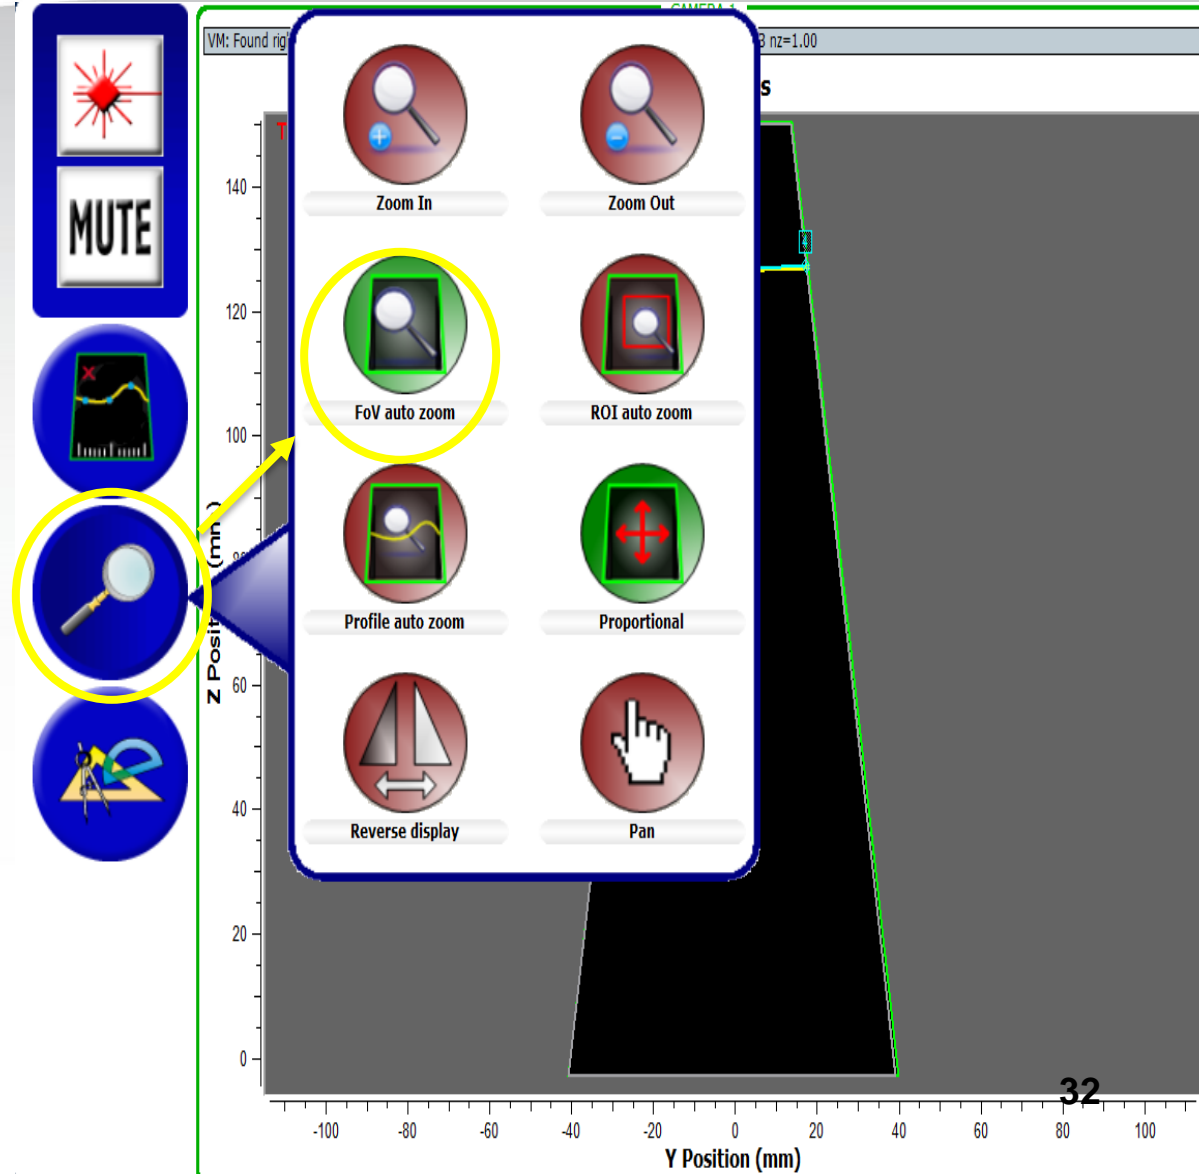 CAMERA 1
VM: Found rig
3 nz=1.00
s
T
MUTE
Zoom In
Zoom Out
FoV auto zoom
ROI auto zoom
Profile auto zoom
Proportional
Reverse display
Pan
Z Posit
(mm)
140
120
100
80
60
40
20
0
-100
-80
-60
-40
-20
0
20
40
60
80
100
Y Position (mm)
32